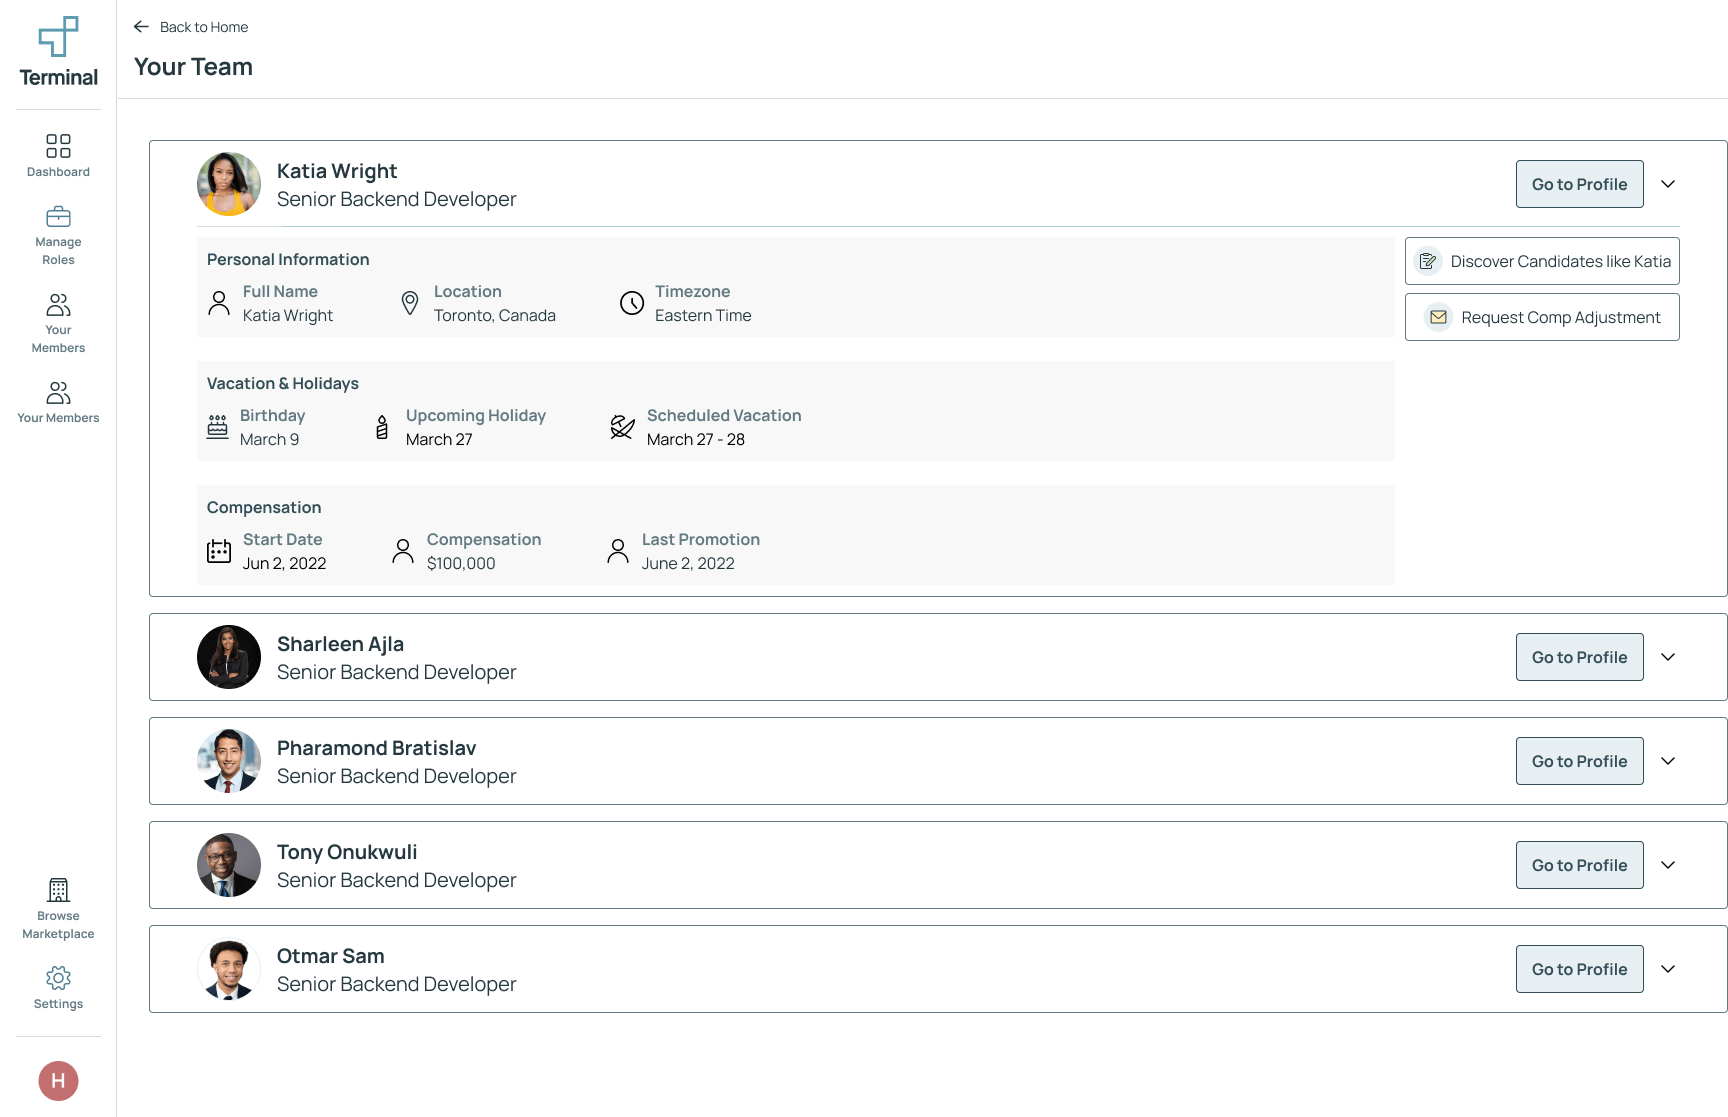 Terminal
Dashboard
Manage
Roles
Your
Members
Your Members
Browse
Marketplace
Settings
H
Back to Home
Your Team
Katia Wright
Senior Backend Developer
Go to Profile
Personal Information
Full Name
Katia Wright
Location
Toronto, Canada
Timezone
Eastern Time
Discover Candidates like Katia
Request Comp Adjustment
Vacation & Holidays
Birthday
March 9
Upcoming Holiday
March 27
Scheduled Vacation
March 27 - 28
Compensation
Start Date
Jun 2, 2022
Compensation
$100,000
Last Promotion
June 2, 2022
Sharleen Ajla
Senior Backend Developer
Go to Profile
Pharamond Bratislav
Senior Backend Developer
Go to Profile
Tony Onukwuli
Senior Backend Developer
Go to Profile
Otmar Sam
Senior Backend Developer
Go to Profile